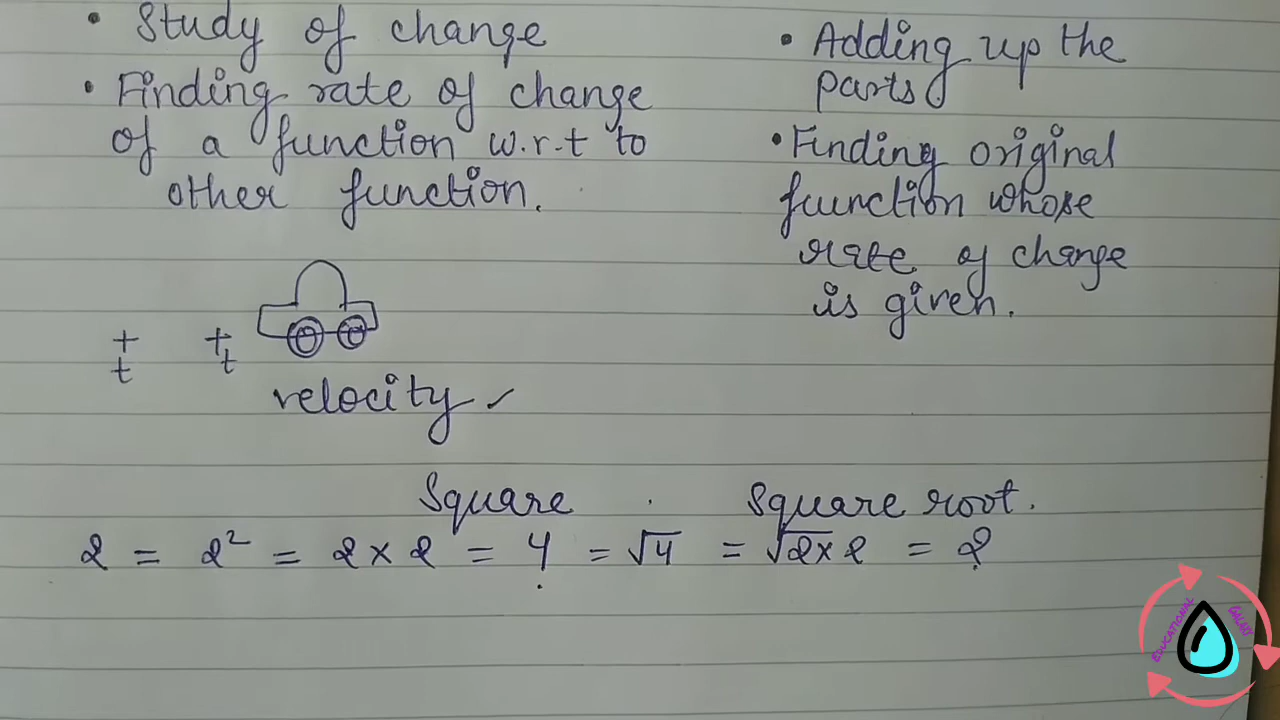 • Study of change
• Finding rate of change
of a function w.r.t to
other function.
• Adding up the
parts
• Finding original
function whose
rate of change
is given.
+ +
t t
velocity ✓
Square Square root.
2 = 2² = 2 × 2 = 4 = √4 = √2×2 = 2
EDUCATIONAL GALAXY